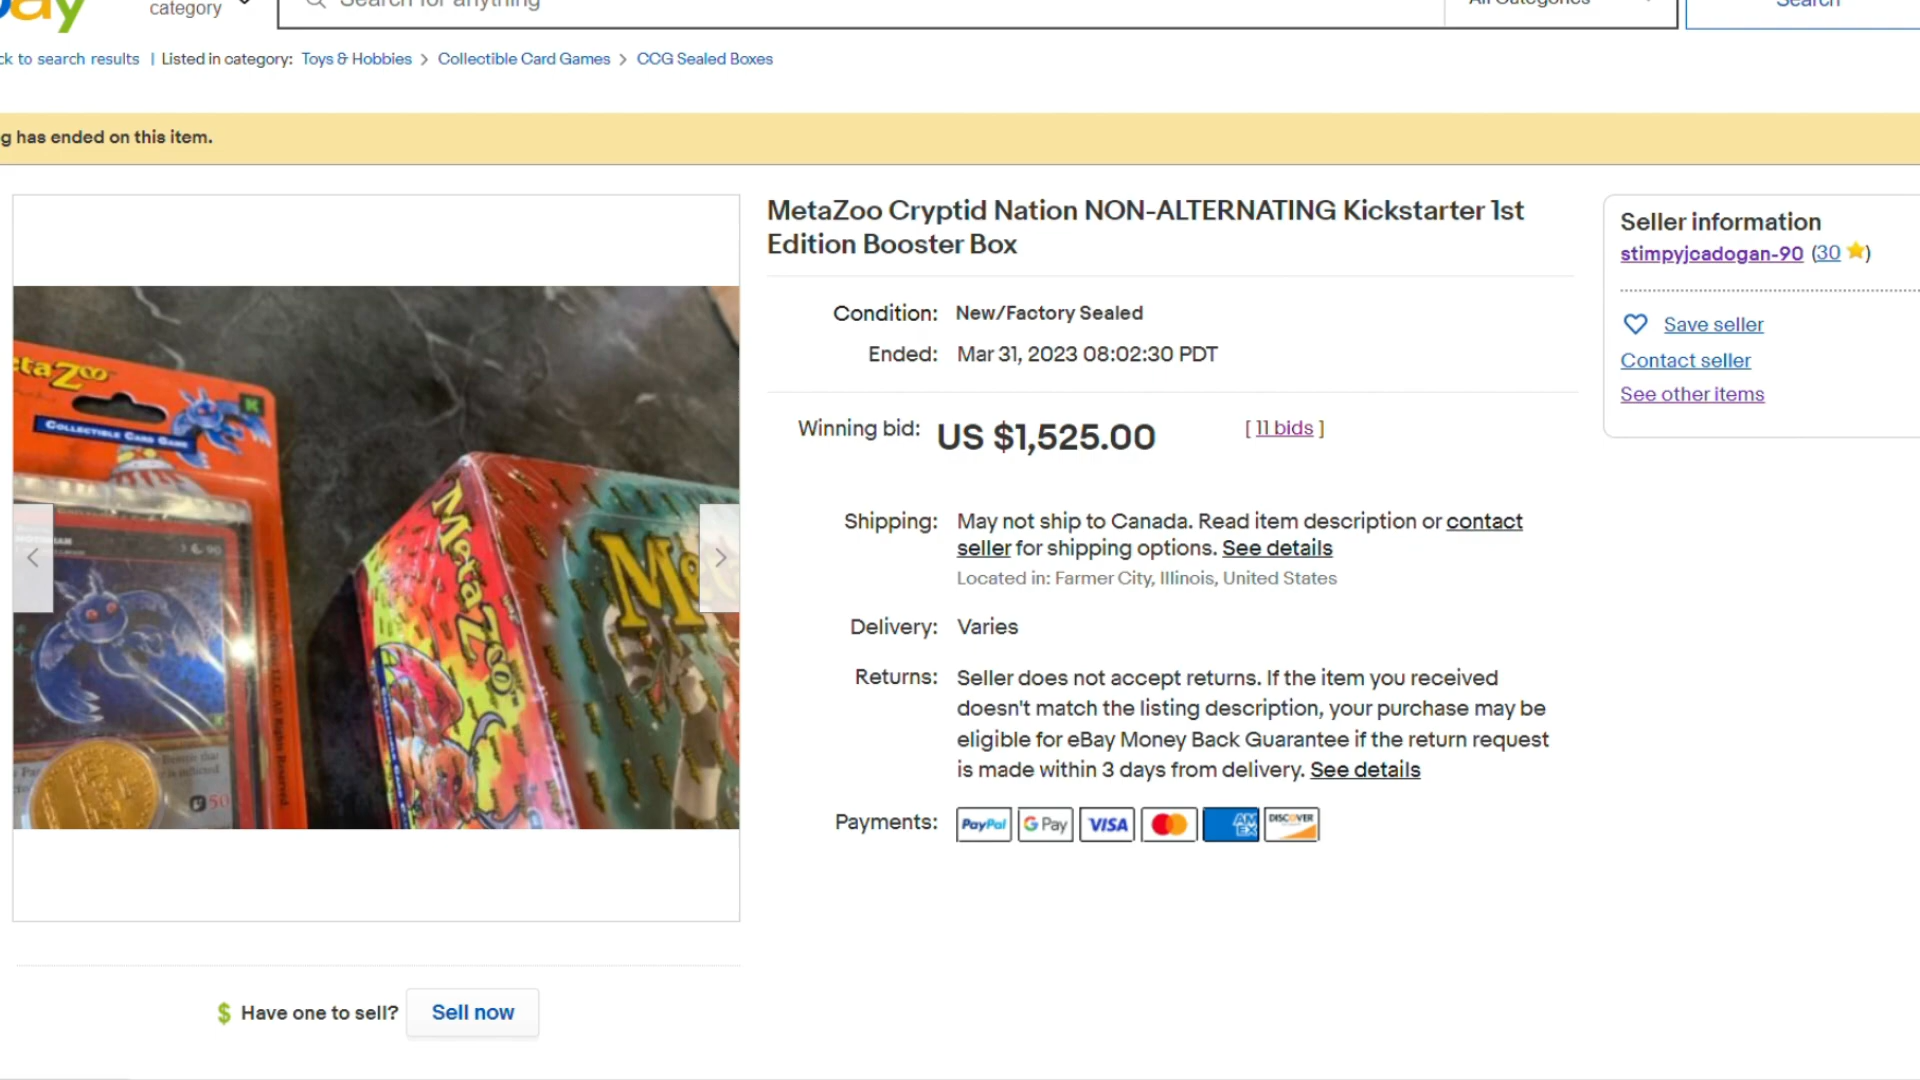 category
Search for anything
All Categories
Search
to search results | Listed in category: Toys & Hobbies > Collectible Card Games > CCG Sealed Boxes
has ended on this item.
MetaZoo Cryptid Nation NON-ALTERNATING Kickstarter 1st
Edition Booster Box
Condition: New/Factory Sealed
Ended: Mar 31, 2023 08:02:30 PDT
Winning bid: US $1,525.00 [ 11 bids ]
Shipping: May not ship to Canada. Read item description or contact
seller for shipping options. See details
Located in: Farmer City, Illinois, United States
Delivery: Varies
Returns: Seller does not accept returns. If the item you received
doesn't match the listing description, your purchase may be
eligible for eBay Money Back Guarantee if the return request
is made within 3 days from delivery. See details
Payments: PayPal G Pay VISA AM EX DISCOVER
Seller information
stimpyjoadogan-90 (30)
Save seller
Contact seller
See other items
COLLECTIBLE CARD GAME
MetaZoo
MetaZoo
All Rights Reserved
50
$ Have one to sell? Sell now